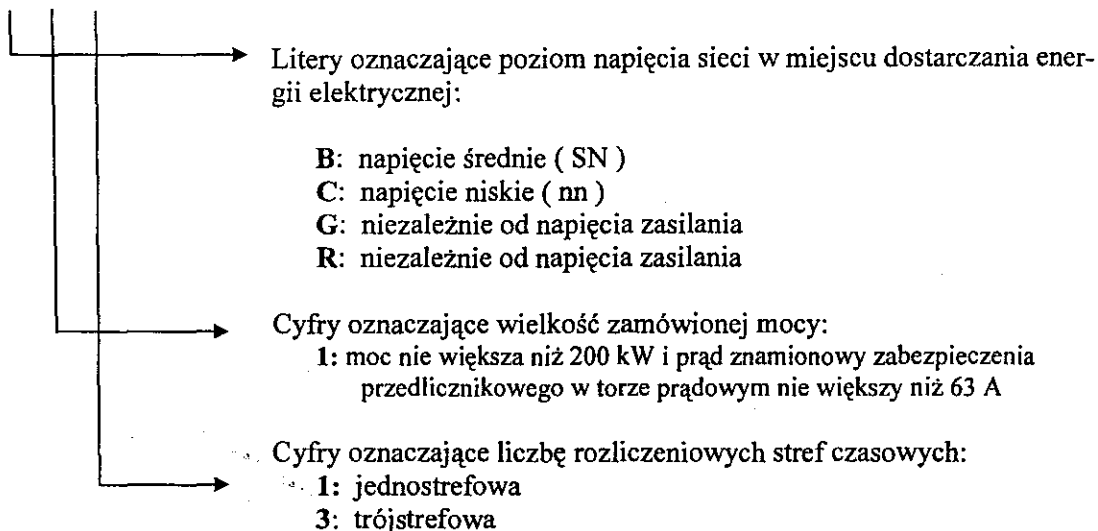 Litery oznaczające poziom napięcia sieci w miejscu dostarczania ener-
gii elektrycznej:
B: napięcie średnie ( SN )
C: napięcie niskie ( nn )
G: niezależnie od napięcia zasilania
R: niezależnie od napięcia zasilania
Cyfry oznaczające wielkość zamówionej mocy:
1: moc nie większa niż 200 kW i prąd znamionowy zabezpieczenia
przedlicznikowego w torze prądowym nie większy niż 63 A
Cyfry oznaczające liczbę rozliczeniowych stref czasowych:
1: jednostrefowa
3: trójstrefowa